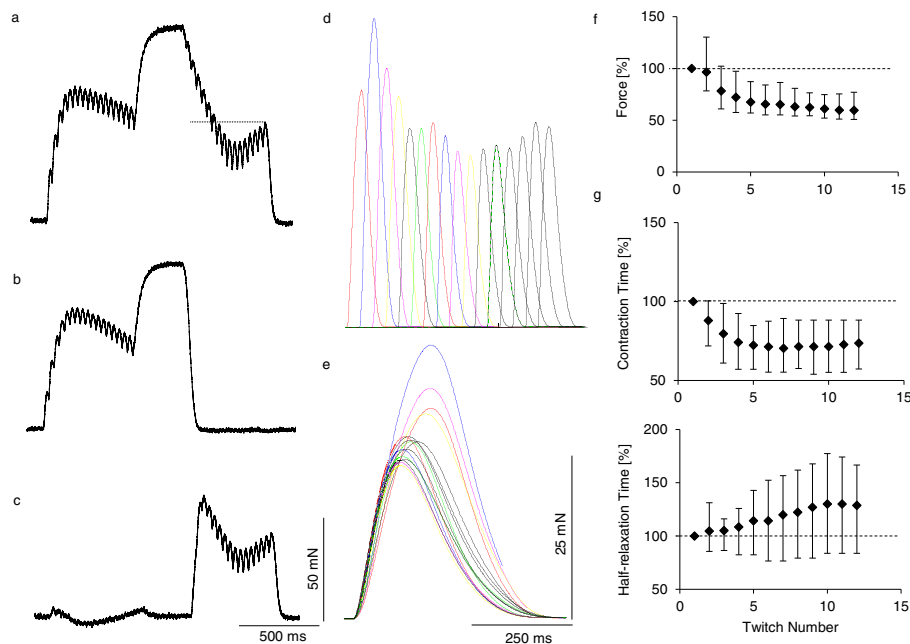 a
b
c
50 mN
500 ms
d
e
25 mN
250 ms
f
150
100
50
0
0
5
10
15
Force [%]
g
150
100
50
0
5
10
15
Contraction Time [%]
200
150
100
50
0
5
10
15
Half-relaxation Time [%]
Twitch Number